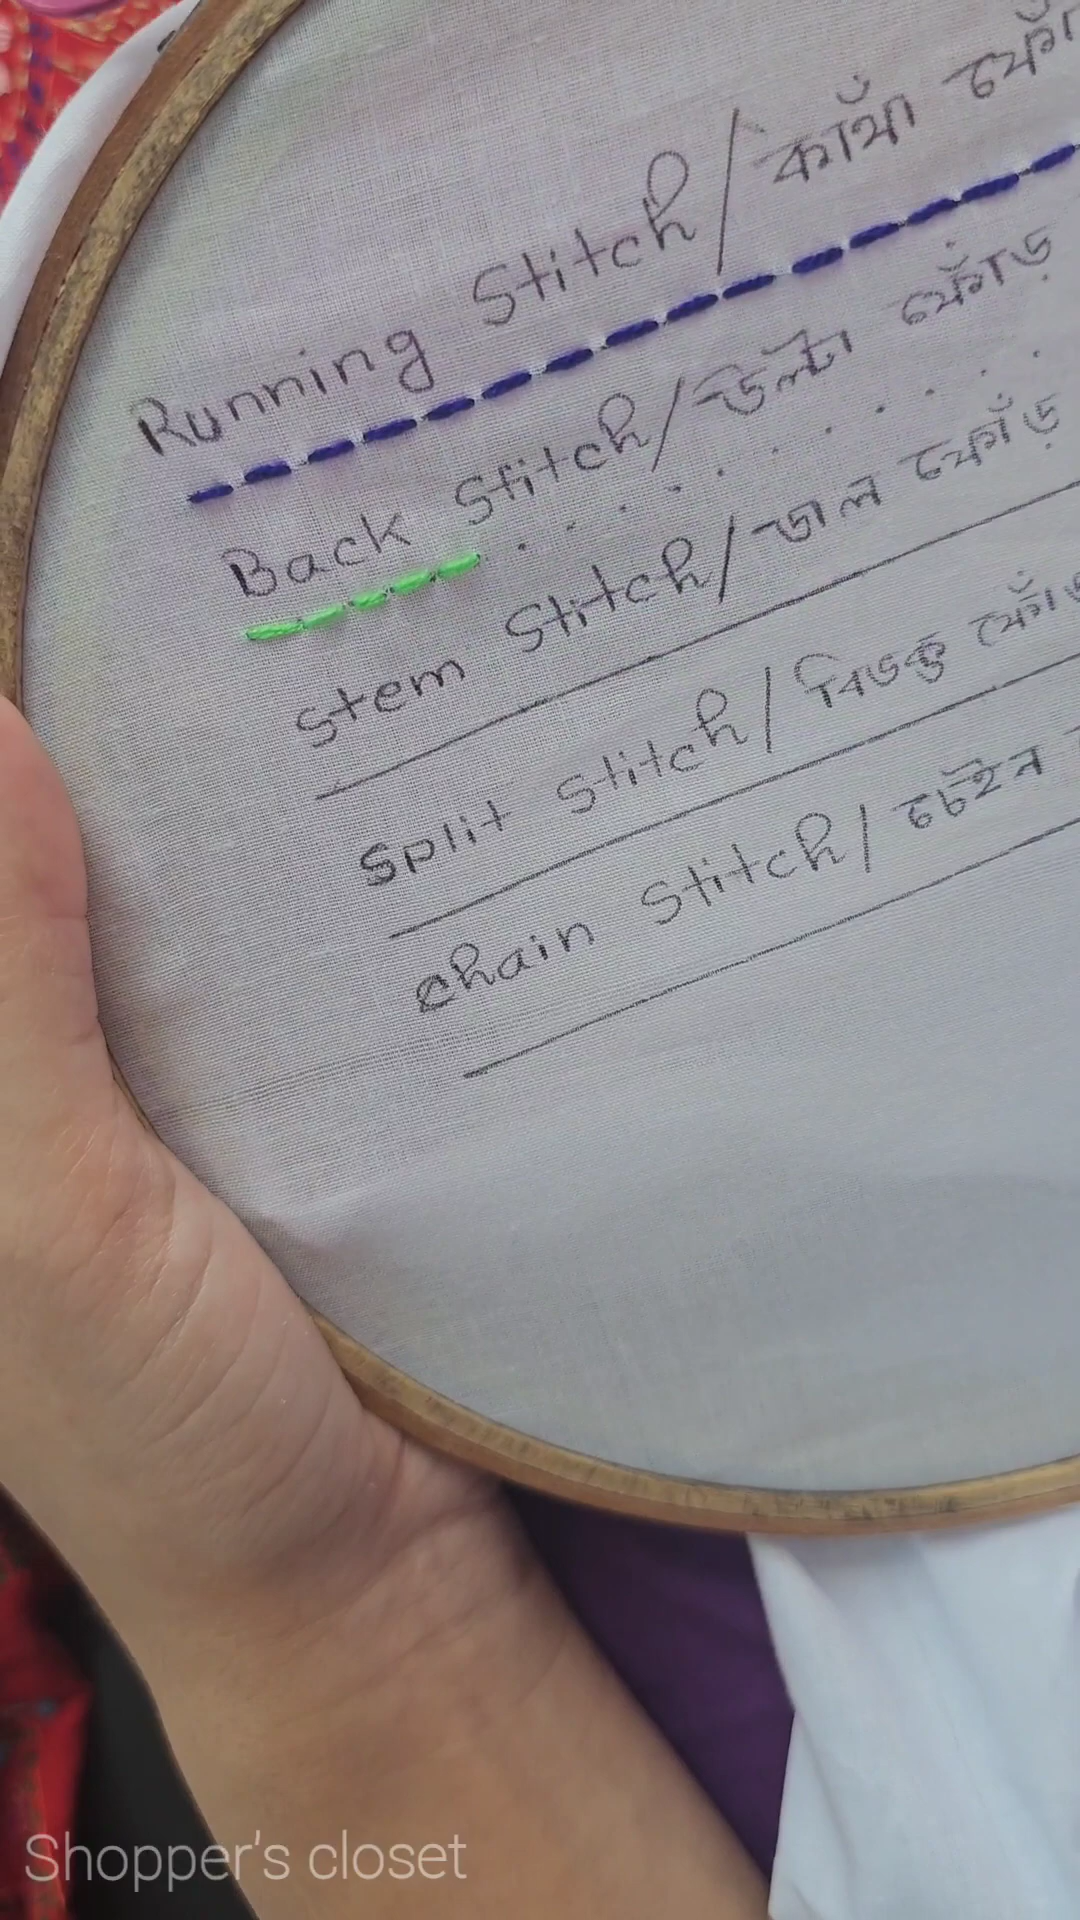 Running Stitch/কাঁথা
Back Stitch/উল্টা ফোঁড়
Stem Stitch/ডাল ফোঁড়
Split Stitch/বিভক্ত
Chain Stitch/চেইন
Shopper's closet